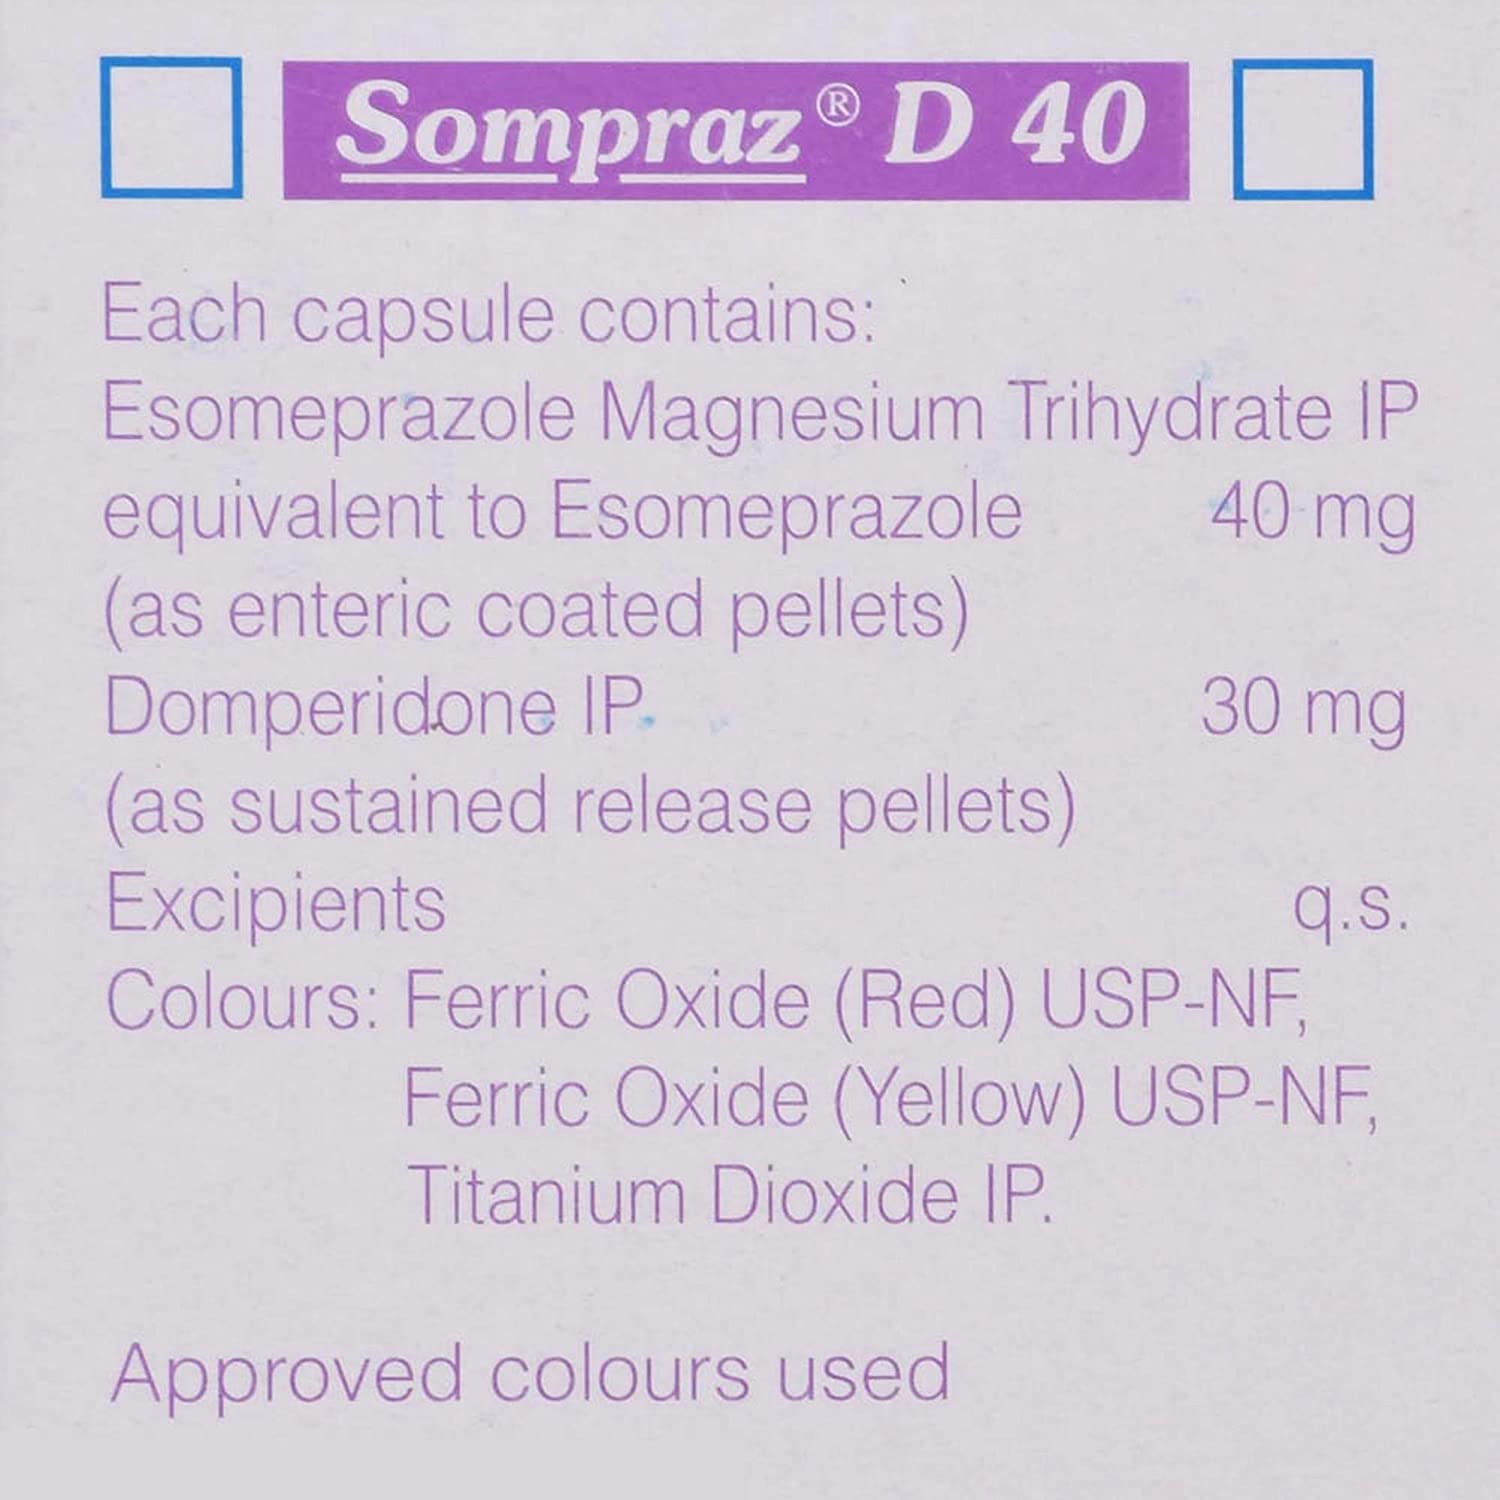 Sompraz® D 40
Each capsule contains:
Esomeprazole Magnesium Trihydrate IP
equivalent to Esomeprazole 40 mg
(as enteric coated pellets)
Domperidone IP 30 mg
(as sustained release pellets)
Excipients q.s.
Colours: Ferric Oxide (Red) USP-NF,
Ferric Oxide (Yellow) USP-NF,
Titanium Dioxide IP.
Approved colours used